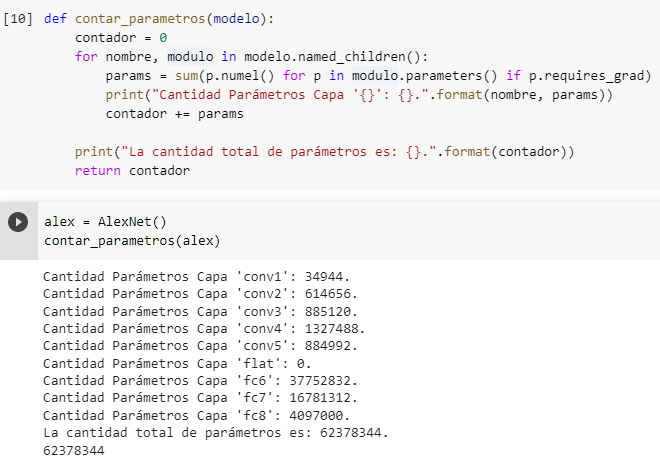 [10] def contar_parametros(modelo):
contador = 0
for nombre, modulo in modelo.named_children():
params = sum(p.numel() for p in modulo.parameters() if p.requires_grad)
print("Cantidad Parámetros Capa '{}': {}.".format(nombre, params))
contador += params
print("La cantidad total de parámetros es: {}.".format(contador))
return contador
alex = AlexNet()
contar_parametros(alex)
Cantidad Parámetros Capa 'conv1': 34944.
Cantidad Parámetros Capa 'conv2': 614656.
Cantidad Parámetros Capa 'conv3': 885120.
Cantidad Parámetros Capa 'conv4': 1327488.
Cantidad Parámetros Capa 'conv5': 884992.
Cantidad Parámetros Capa 'flat': 0.
Cantidad Parámetros Capa 'fc6': 37752832.
Cantidad Parámetros Capa 'fc7': 16781312.
Cantidad Parámetros Capa 'fc8': 4097000.
La cantidad total de parámetros es: 62378344.
62378344